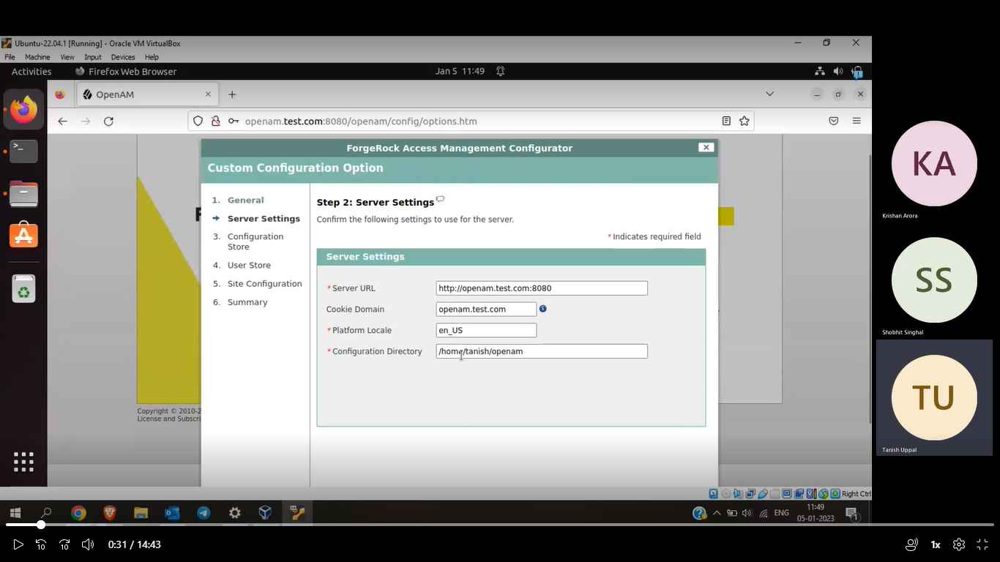 Ubuntu-22.04.1 [Running] - Oracle VM VirtualBox
File Machine View Input Devices Help
Activities Firefox Web Browser Jan 5 11:49
OpenAM
openam.test.com:8080/openam/config/options.htm
ForgeRock Access Management Configurator
Custom Configuration Option
1. General
Server Settings
3. Configuration
Store
4. User Store
5. Site Configuration
6. Summary
Step 2: Server Settings
Confirm the following settings to use for the server.
* Indicates required field
Server Settings
* Server URL http://openam.test.com:8080
Cookie Domain openam.test.com
* Platform Locale en_US
* Configuration Directory /home/tanish/openam
Copyright © 2010-2
License and Subscri
Right Ctrl
ENG
11:49
05-01-2023
1
KA
Krishan Arora
SS
Shobhit Singhal
TU
Tanish Uppal
10 10 0:31 / 14:43 1x